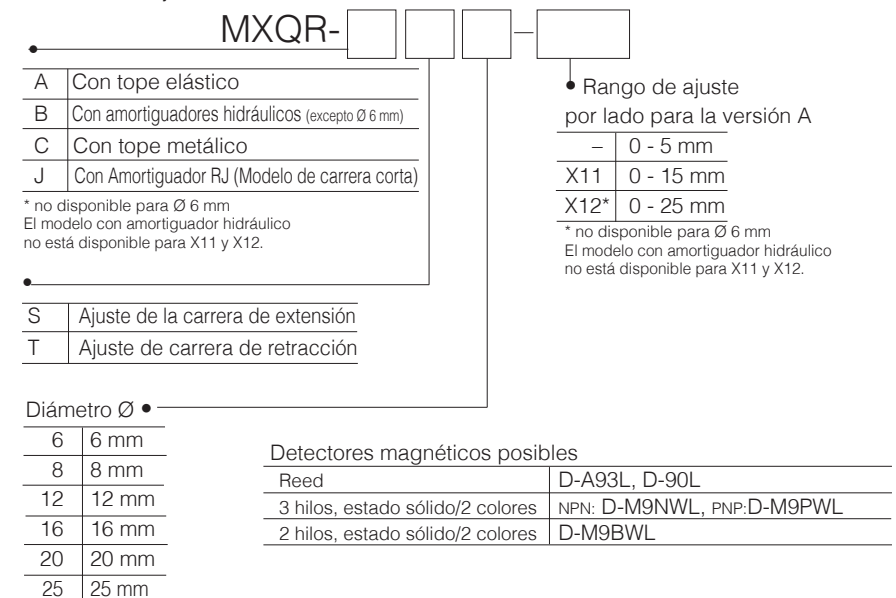 MXQR-
–
A Con tope elástico
B Con amortiguadores hidráulicos (excepto Ø 6 mm)
C Con tope metálico
J Con Amortiguador RJ (Modelo de carrera corta)
* no disponible para Ø 6 mm
El modelo con amortiguador hidráulico
no está disponible para X11 y X12.
Rango de ajuste
por lado para la versión A
– 0 - 5 mm
X11 0 - 15 mm
X12* 0 - 25 mm
* no disponible para Ø 6 mm
El modelo con amortiguador hidráulico
no está disponible para X11 y X12.
S Ajuste de la carrera de extensión
T Ajuste de carrera de retracción
Diámetro Ø
6 6 mm
8 8 mm
12 12 mm
16 16 mm
20 20 mm
25 25 mm
Detectores magnéticos posibles
Reed D-A93L, D-90L
3 hilos, estado sólido/2 colores NPN: D-M9NWL, PNP:D-M9PWL
2 hilos, estado sólido/2 colores D-M9BWL